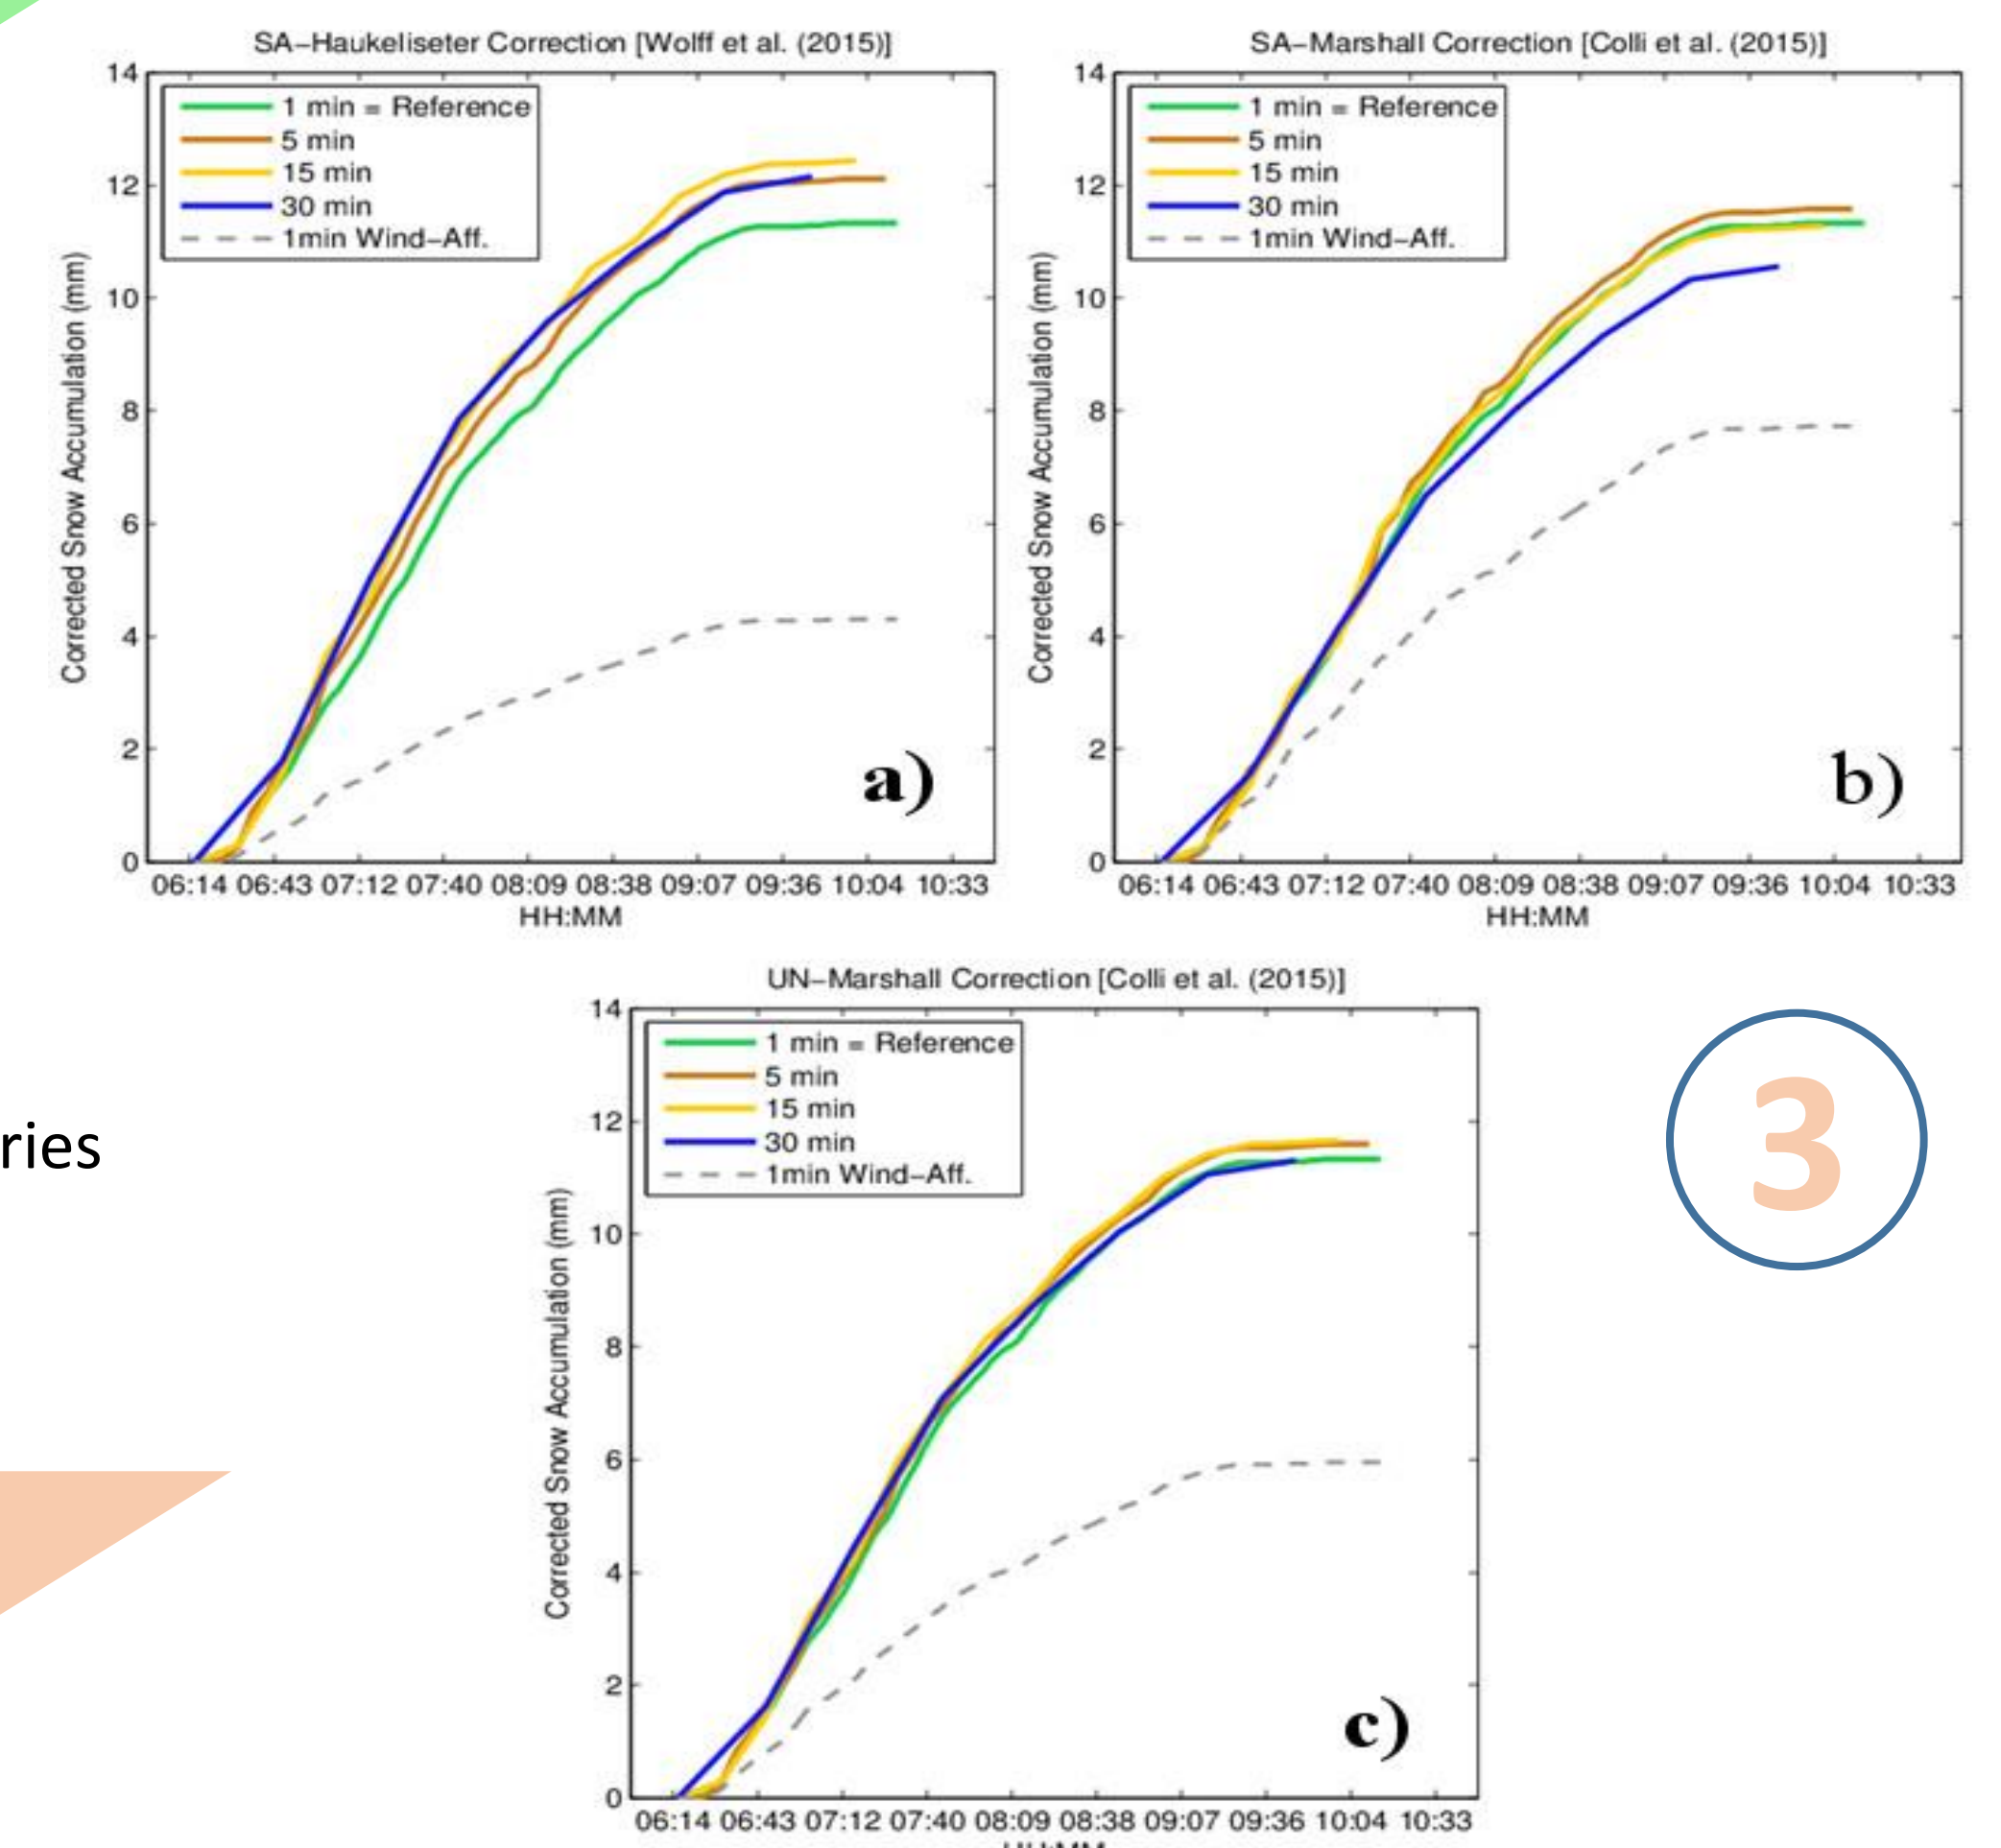 SA−Haukeliseter Correction [Wolff et al. (2015)]
14
12
10
8
6
4
2
0
Corrected Snow Accumulation (mm)
1 min = Reference
5 min
15 min
30 min
1min Wind−Aff.
a)
06:14 06:43 07:12 07:40 08:09 08:38 09:07 09:36 10:04 10:33
HH:MM
SA−Marshall Correction [Colli et al. (2015)]
14
12
10
8
6
4
2
0
Corrected Snow Accumulation (mm)
1 min = Reference
5 min
15 min
30 min
1min Wind−Aff.
b)
06:14 06:43 07:12 07:40 08:09 08:38 09:07 09:36 10:04 10:33
HH:MM
ries
UN−Marshall Correction [Colli et al. (2015)]
14
12
10
8
6
4
2
0
Corrected Snow Accumulation (mm)
1 min = Reference
5 min
15 min
30 min
1min Wind−Aff.
c)
06:14 06:43 07:12 07:40 08:09 08:38 09:07 09:36 10:04 10:33
HH:MM
3